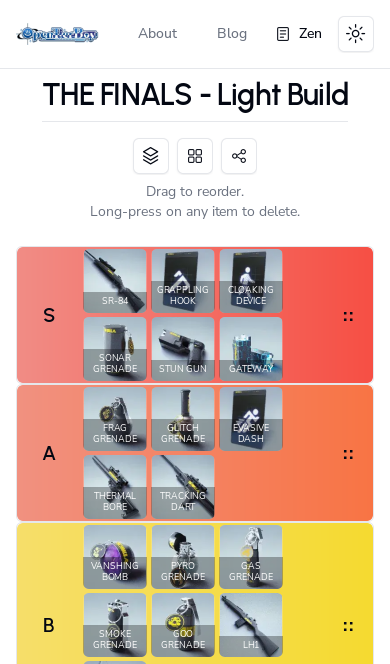 OpenTierBoy
About
Blog
Zen
THE FINALS - Light Build
Drag to reorder.
Long-press on any item to delete.
S
SR-84
GRAPPLING
HOOK
CLOAKING
DEVICE
SONAR
GRENADE
STUN GUN
GATEWAY
A
FRAG
GRENADE
GLITCH
GRENADE
EVASIVE
DASH
THERMAL
BORE
TRACKING
DART
B
VANSHING
BOMB
PYRO
GRENADE
GAS
GRENADE
SMOKE
GRENADE
GOO
GRENADE
LH1